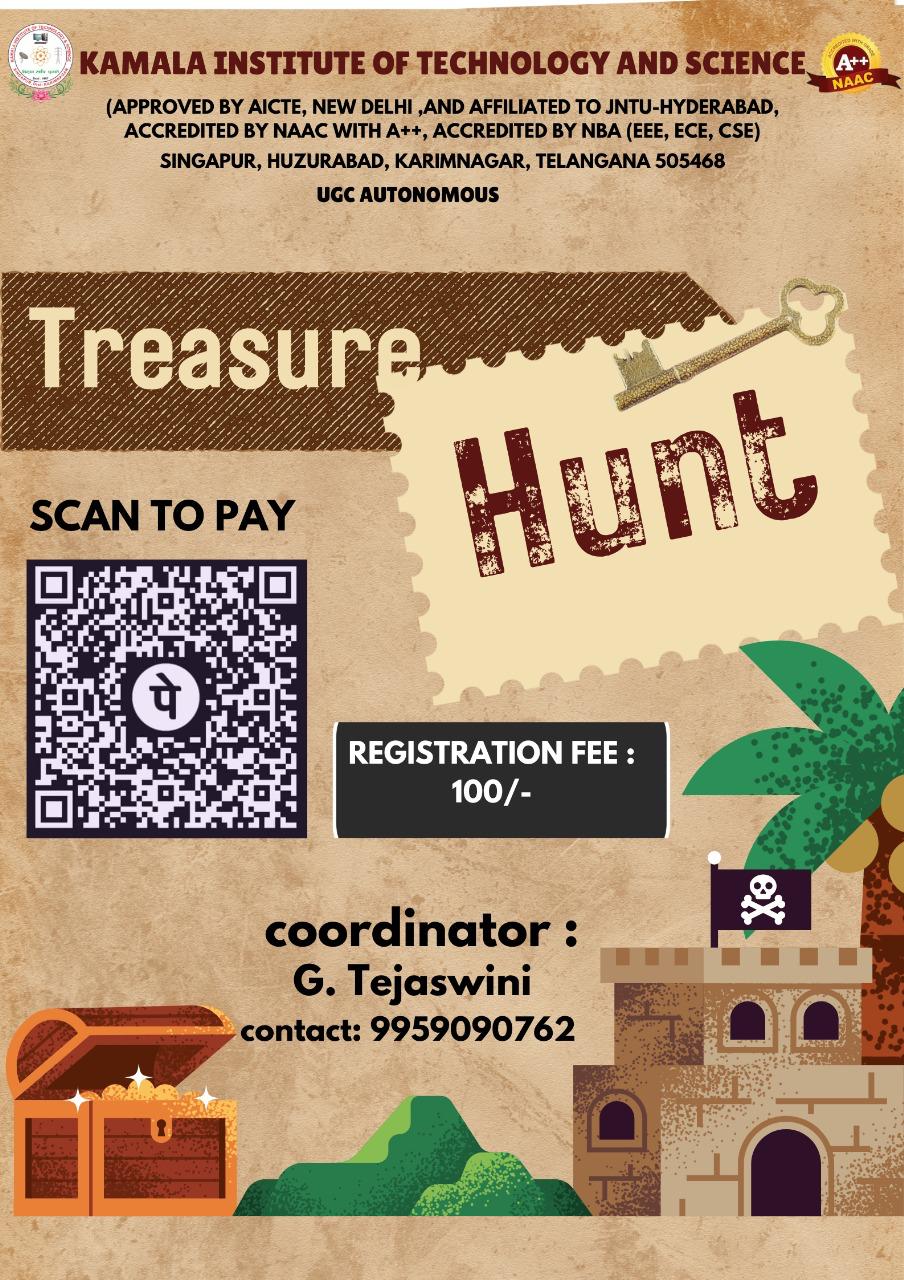 KAMALA INSTITUTE OF TECHNOLOGY AND SCIENCE
A++
NAAC
(APPROVED BY AICTE, NEW DELHI ,AND AFFILIATED TO JNTU-HYDERABAD,
ACCREDITED BY NAAC WITH A++, ACCREDITED BY NBA (EEE, ECE, CSE)
SINGAPUR, HUZURABAD, KARIMNAGAR, TELANGANA 505468
UGC AUTONOMOUS
Treasure
Hunt
SCAN TO PAY
पे
REGISTRATION FEE :
100/-
coordinator :
G. Tejaswini
contact: 9959090762